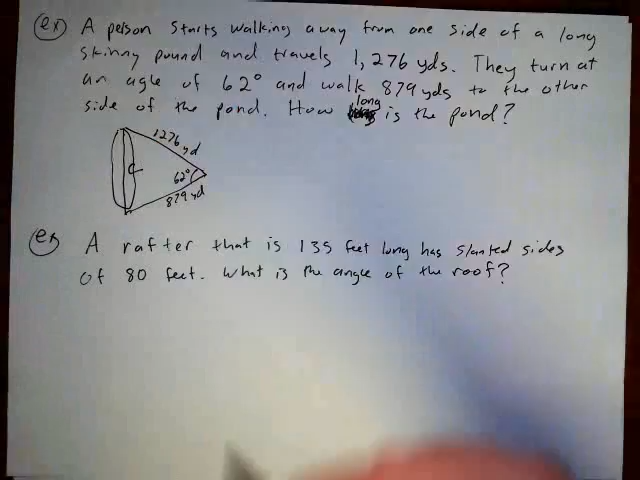 ex) A person starts walking away from one side of a long
skinny pound and travels 1,276 yds. They turn at
an agle of 62° and walk 879 yds to the other
side of the pond. How long is the pond?
1276 yd
c
62°
879 yd
ex) A rafter that is 135 feet long has slanted sides
of 80 feet. What is the angle of the roof?